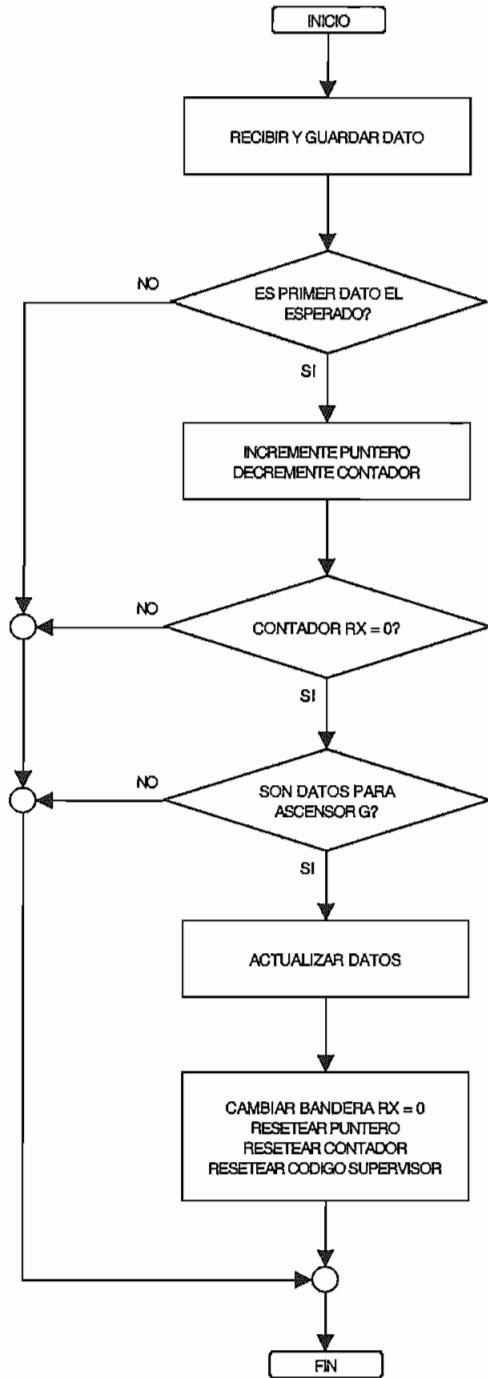 INICIO
RECIBIR Y GUARDAR DATO
NO
ES PRIMER DATO EL
ESPERADO?
SI
INCREMENTE PUNTERO
DECREMENTE CONTADOR
NO
CONTADOR RX = 0?
SI
NO
SON DATOS PARA
ASCENSOR G?
SI
ACTUALIZAR DATOS
CAMBIAR BANDERA RX = 0
RESETEAR PUNTERO
RESETEAR CONTADOR
RESETEAR CODIGO SUPERVISOR
FIN